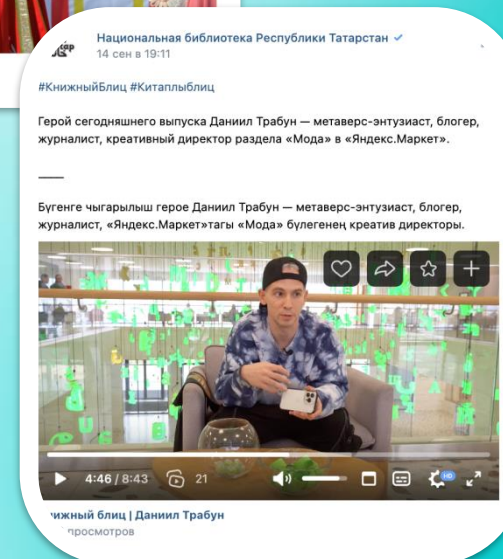 Национальная библиотека Республики Татарстан
14 сен в 19:11
#КнижныйБлиц #Китаплыблиц
Герой сегодняшнего выпуска Даниил Трабун — метаверс-энтузиаст, блогер,
журналист, креативный директор раздела «Мода» в «Яндекс.Маркет».
Бүгенге чыгарылыш герое Даниил Трабун — метаверс-энтузиаст, блогер,
журналист, «Яндекс.Маркет»тагы «Мода» бүлегенең креатив директоры.
4:46 / 8:43 21 HD
блиц | Даниил Трабун
просмотров